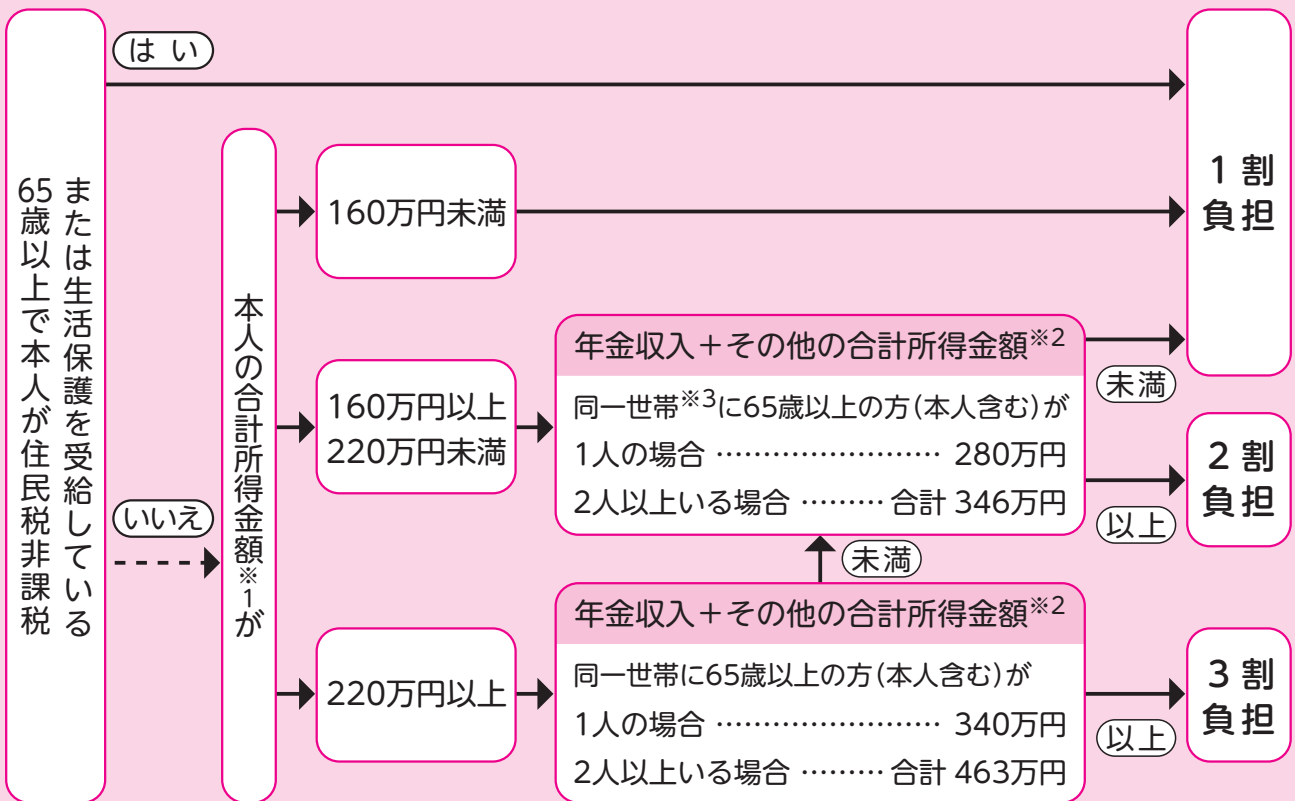 65歳以上で本人が住民税非課税
または生活保護を受給している
はい
いいえ
本人の合計所得金額※1が
160万円未満
160万円以上
220万円未満
220万円以上
年金収入＋その他の合計所得金額※2
同一世帯※3に65歳以上の方(本人含む)が
1人の場合 …………………… 280万円
2人以上いる場合 ……… 合計 346万円
未満
以上
未満
年金収入＋その他の合計所得金額※2
同一世帯に65歳以上の方(本人含む)が
1人の場合 …………………… 340万円
2人以上いる場合 ……… 合計 463万円
以上
1割
負担
2割
負担
3割
負担